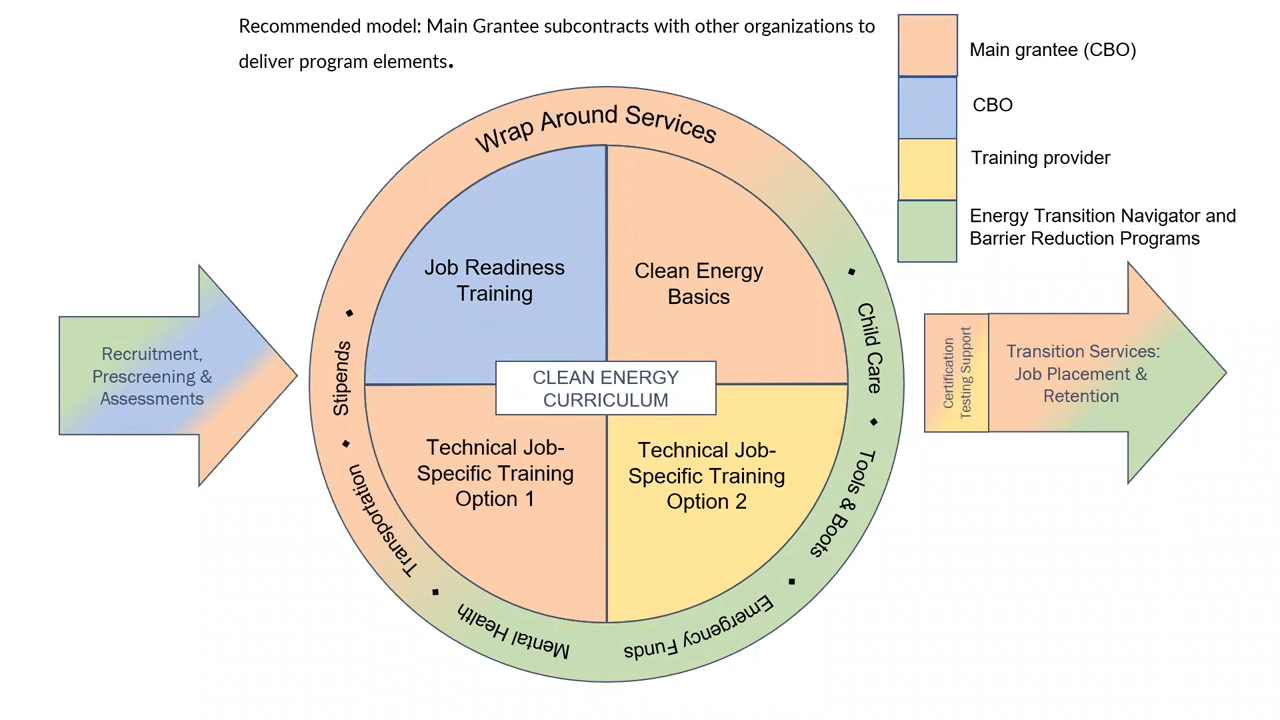 Recommended model: Main Grantee subcontracts with other organizations to
deliver program elements.
Main grantee (CBO)
CBO
Training provider
Energy Transition Navigator and
Barrier Reduction Programs
Wrap Around Services
Child Care
Tools & Boots
Emergency Funds
Mental Health
Transportation
Stipends
Job Readiness
Training
Clean Energy
Basics
CLEAN ENERGY
CURRICULUM
Technical Job-
Specific Training
Option 1
Technical Job-
Specific Training
Option 2
Recruitment,
Prescreening &
Assessments
Certification
Testing Support
Transition Services:
Job Placement &
Retention